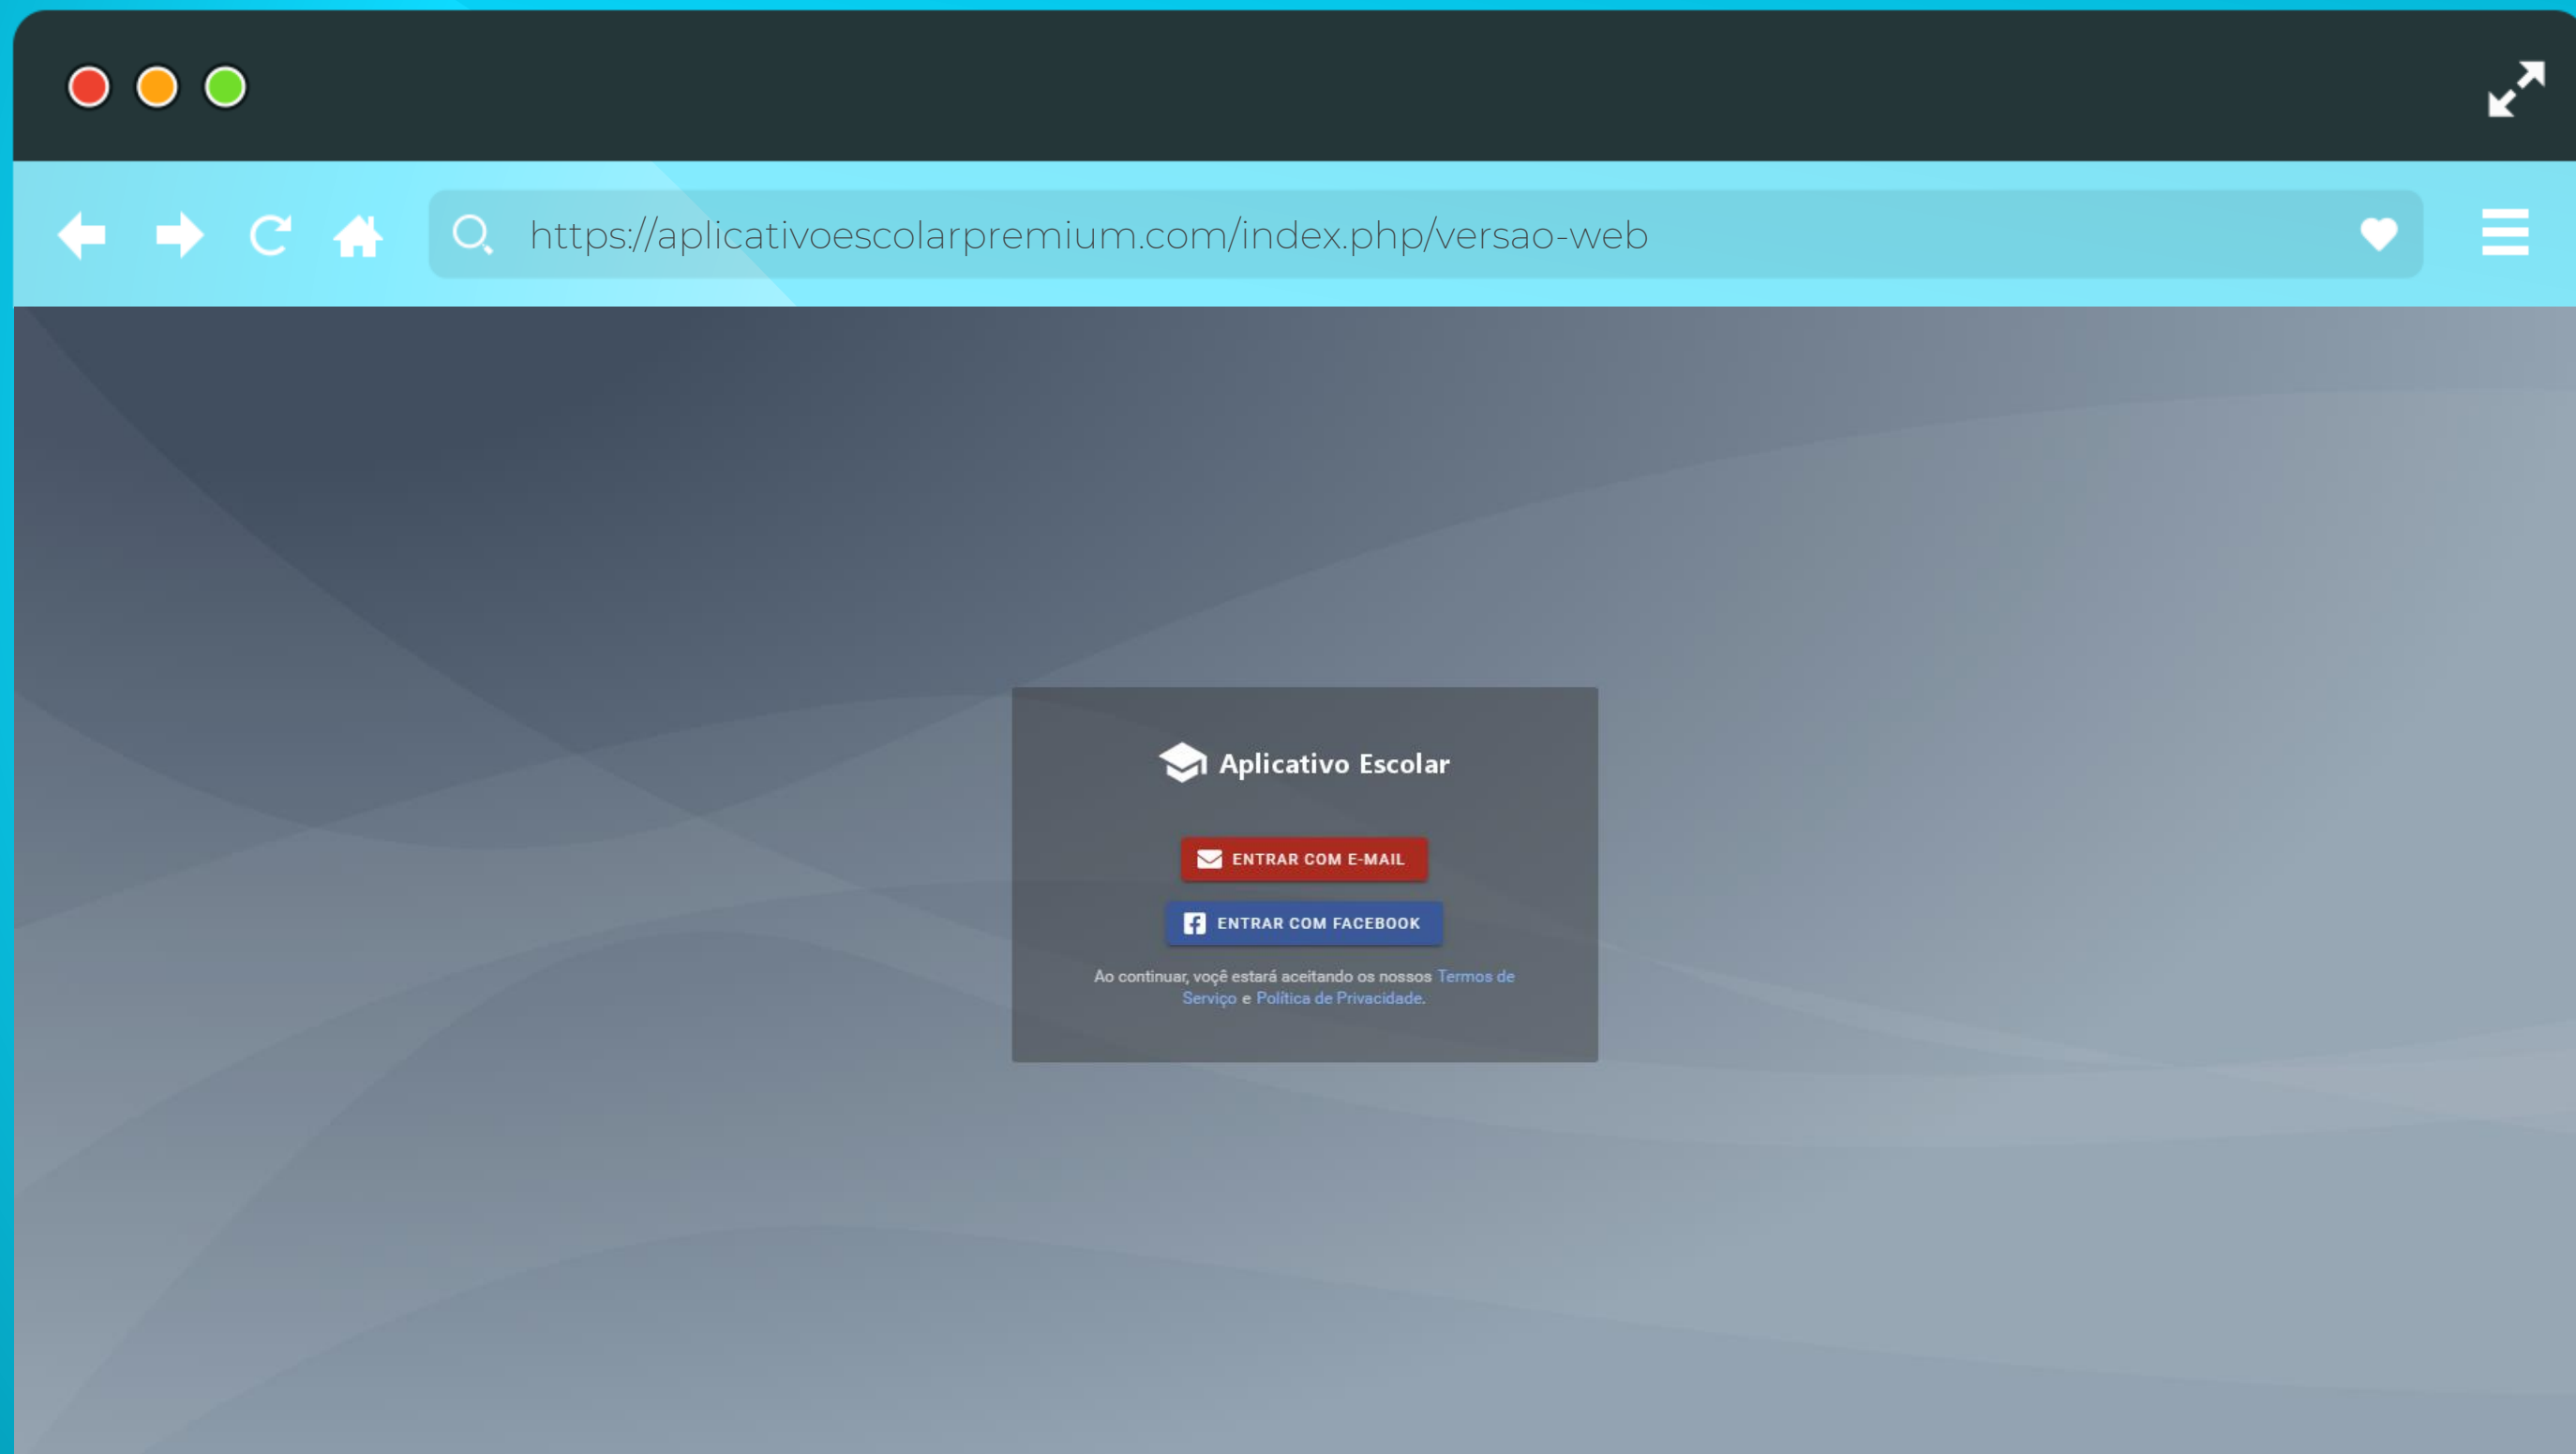 https://aplicativoescolarpremium.com/index.php/versao-web
Aplicativo Escolar
ENTRAR COM E-MAIL
ENTRAR COM FACEBOOK
Ao continuar, voçê estará aceitando os nossos Termos de
Serviço e Política de Privacidade.